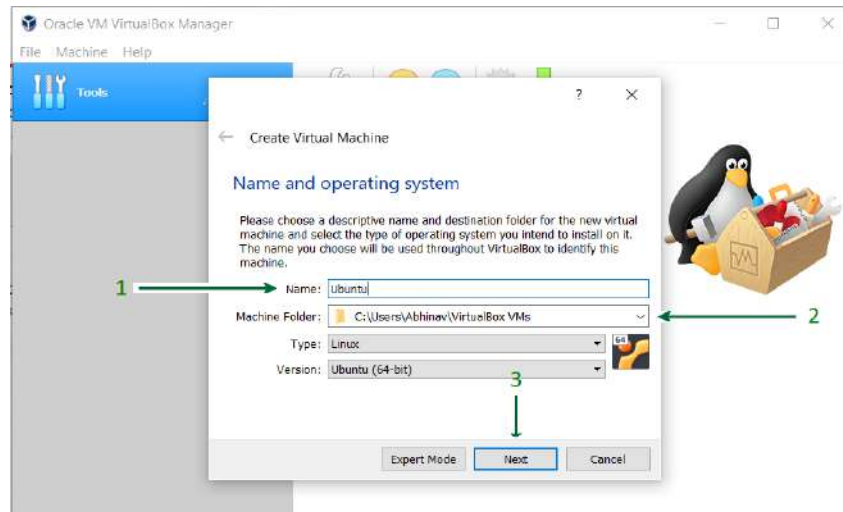 Oracle VM VirtualBox Manager
File Machine Help
Tools
? 
Create Virtual Machine
Name and operating system
Please choose a descriptive name and destination folder for the new virtual
machine and select the type of operating system you intend to install on it.
The name you choose will be used throughout VirtualBox to identify this
machine.
1
Name: Ubuntu
Machine Folder: C:\Users\Abhinav\VirtualBox VMs
2
Type: Linux
64
Version: Ubuntu (64-bit)
3
Expert Mode Next Cancel